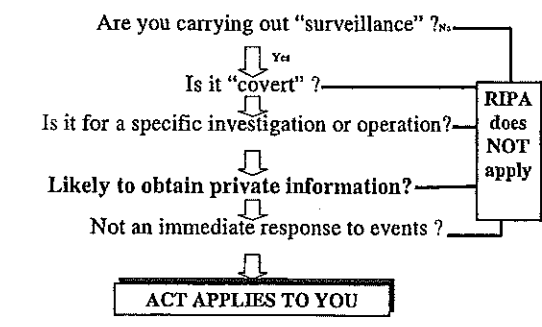 Are you carrying out “surveillance” ?
No
Yes
Is it “covert” ?
Is it for a specific investigation or operation?
Likely to obtain private information?
Not an immediate response to events ?
RIPA
does
NOT
apply
ACT APPLIES TO YOU